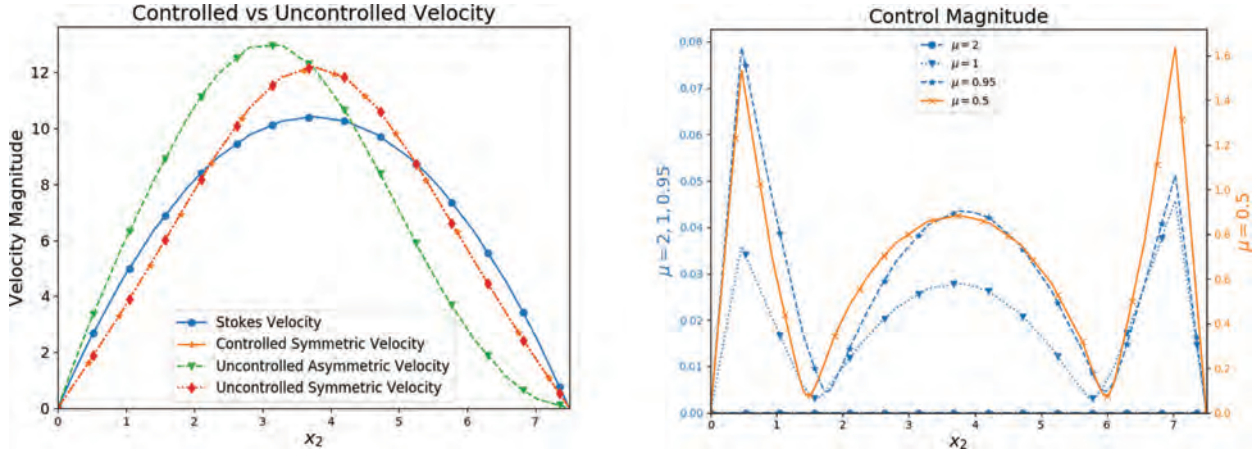 Controlled vs Uncontrolled Velocity
Velocity Magnitude
12
10
8
6
4
2
0
Stokes Velocity
Controlled Symmetric Velocity
Uncontrolled Asymmetric Velocity
Uncontrolled Symmetric Velocity
0 1 2 3 4 5 6 7
x₂
Control Magnitude
μ = 2, 1, 0.95
0.08
0.07
0.06
0.05
0.04
0.03
0.02
0.01
0.00
μ = 2
μ = 1
μ = 0.95
μ = 0.5
1.6
1.4
1.2
1.0
0.8
0.6
0.4
0.2
0.0
μ = 0.5
0 1 2 3 4 5 6 7
x₂